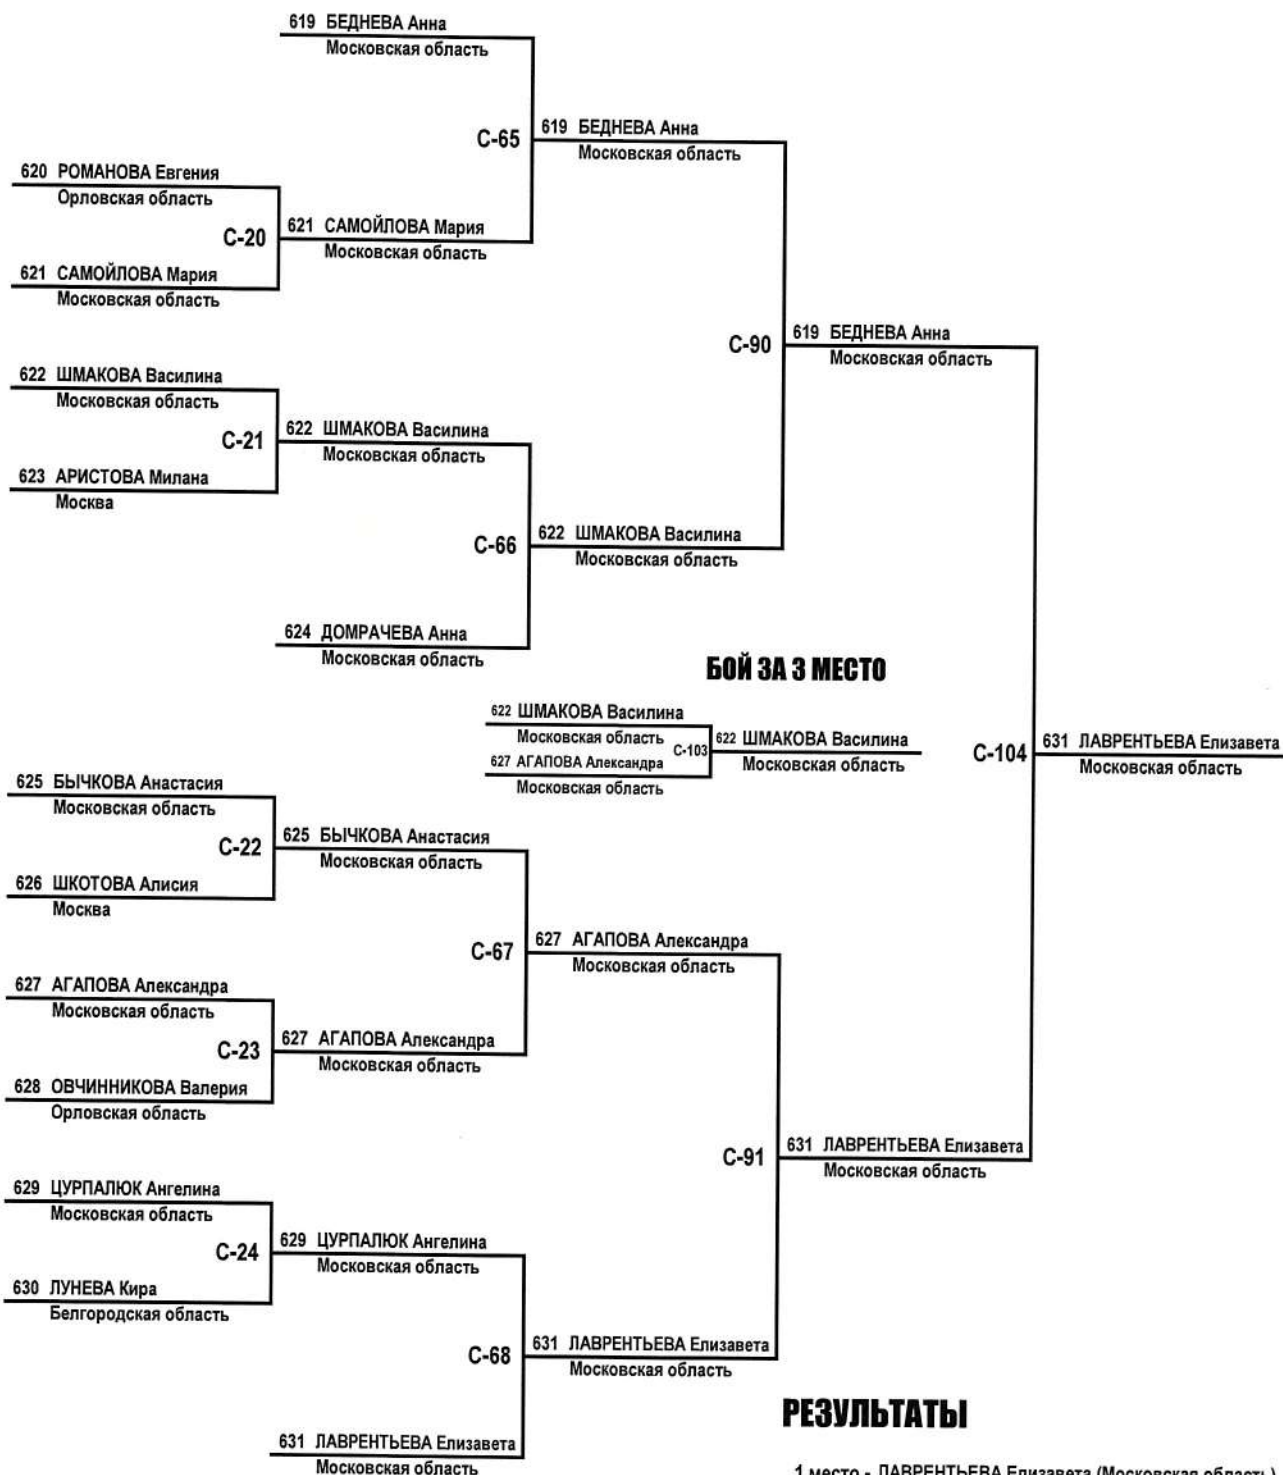 619 БЕДНЕВА Анна
Московская область
С-65
619 БЕДНЕВА Анна
Московская область
620 РОМАНОВА Евгения
Орловская область
С-20
621 САМОЙЛОВА Мария
Московская область
621 САМОЙЛОВА Мария
Московская область
С-90
619 БЕДНЕВА Анна
Московская область
622 ШМАКОВА Василина
Московская область
С-21
622 ШМАКОВА Василина
Московская область
623 АРИСТОВА Милана
Москва
С-66
622 ШМАКОВА Василина
Московская область
624 ДОМРАЧЕВА Анна
Московская область
БОЙ ЗА 3 МЕСТО
622 ШМАКОВА Василина
Московская область
С-103
622 ШМАКОВА Василина
Московская область
627 АГАПОВА Александра
Московская область
С-104
631 ЛАВРЕНТЬЕВА Елизавета
Московская область
625 БЫЧКОВА Анастасия
Московская область
С-22
625 БЫЧКОВА Анастасия
Московская область
626 ШКОТОВА Алисия
Москва
С-67
627 АГАПОВА Александра
Московская область
627 АГАПОВА Александра
Московская область
С-23
627 АГАПОВА Александра
Московская область
628 ОВЧИННИКОВА Валерия
Орловская область
С-91
631 ЛАВРЕНТЬЕВА Елизавета
Московская область
629 ЦУРПАЛЮК Ангелина
Московская область
С-24
629 ЦУРПАЛЮК Ангелина
Московская область
630 ЛУНЕВА Кира
Белгородская область
С-68
631 ЛАВРЕНТЬЕВА Елизавета
Московская область
631 ЛАВРЕНТЬЕВА Елизавета
Московская область
РЕЗУЛЬТАТЫ
1 место - ЛАВРЕНТЬЕВА Елизавета (Московская область)